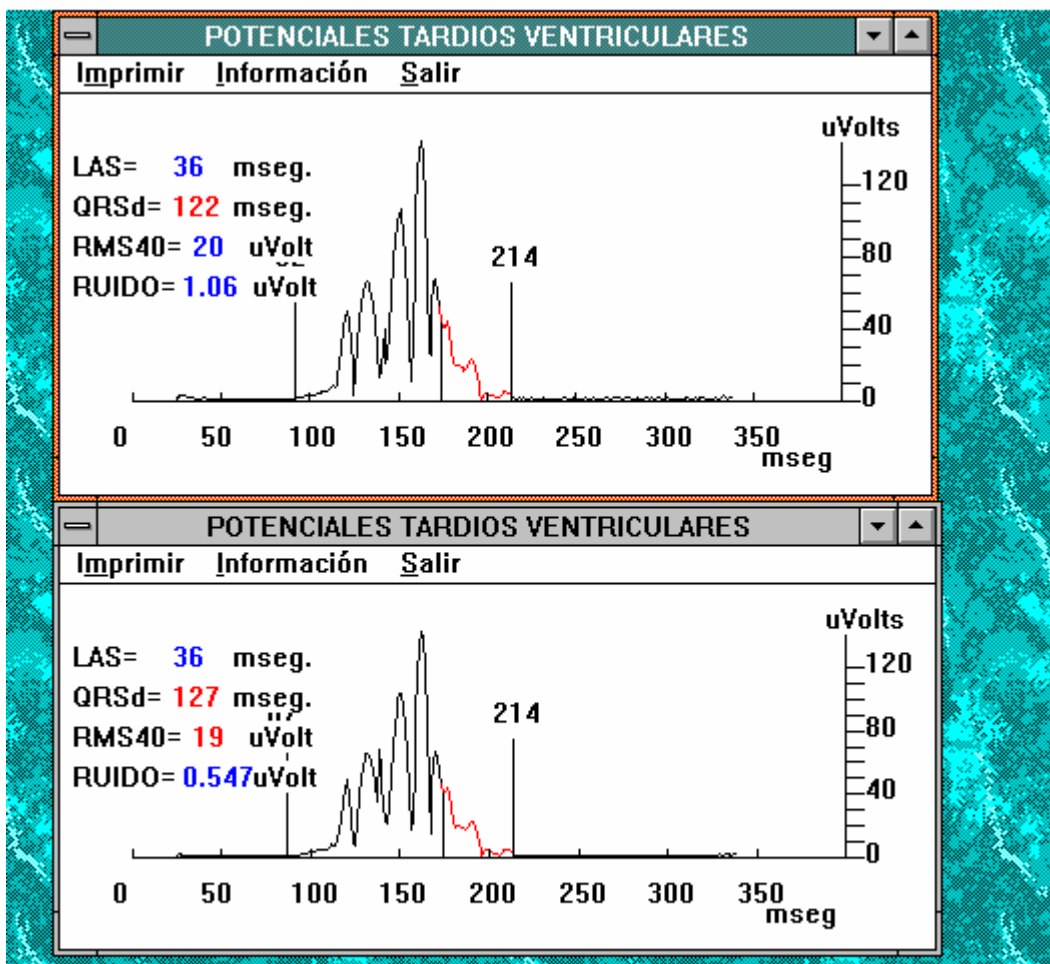 POTENCIALES TARDIOS VENTRICULARES
Imprimir Información Salir
uVolts
LAS= 36 mseg.
QRSd= 122 mseg.
RMS40= 20 uVolt
RUIDO= 1.06 uVolt
214
120
80
40
0
0 50 100 150 200 250 300 350
mseg
POTENCIALES TARDIOS VENTRICULARES
Imprimir Información Salir
uVolts
LAS= 36 mseg.
QRSd= 127 mseg.
RMS40= 19 uVolt
RUIDO= 0.547uVolt
214
120
80
40
0
0 50 100 150 200 250 300 350
mseg